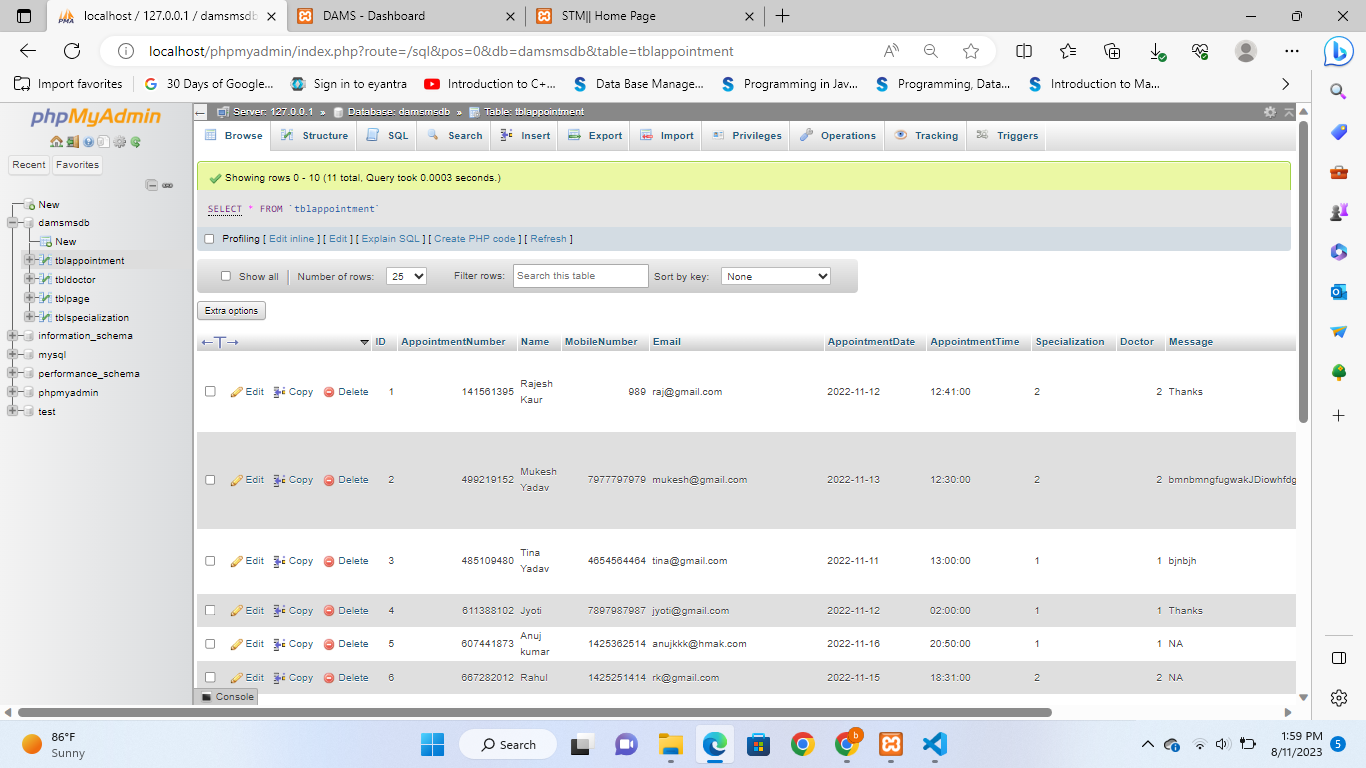 localhost / 127.0.0.1 / damsmsdb
DAMS - Dashboard
STM|| Home Page
localhost/phpmyadmin/index.php?route=/sql&pos=0&db=damsmsdb&table=tblappointment
Import favorites
30 Days of Google...
Sign in to eyantra
Introduction to C+...
Data Base Manage...
Programming in Jav...
Programming, Data...
Introduction to Ma...
phpMyAdmin
Recent Favorites
New
damsmsdb
New
tblappointment
tbldoctor
tblpage
tblspecialization
information_schema
mysql
performance_schema
phpmyadmin
test
Server: 127.0.0.1 » Database: damsmsdb » Table: tblappointment
Browse Structure SQL Search Insert Export Import Privileges Operations Tracking Triggers
Showing rows 0 - 10 (11 total, Query took 0.0003 seconds.)
SELECT * FROM `tblappointment`
Profiling [ Edit inline ] [ Edit ] [ Explain SQL ] [ Create PHP code ] [ Refresh ]
Show all Number of rows: 25 Filter rows: Search this table Sort by key: None
Extra options
←T→ ID AppointmentNumber Name MobileNumber Email AppointmentDate AppointmentTime Specialization Doctor Message
Edit Copy Delete 1 141561395 Rajesh Kaur 989 raj@gmail.com 2022-11-12 12:41:00 2 2 Thanks
Edit Copy Delete 2 499219152 Mukesh Yadav 7977797979 mukesh@gmail.com 2022-11-13 12:30:00 2 2 bmnbmngfugwakJDiowhfdg
Edit Copy Delete 3 485109480 Tina Yadav 4654564464 tina@gmail.com 2022-11-11 13:00:00 1 1 bjnbjh
Edit Copy Delete 4 611388102 Jyoti 7897987987 jyoti@gmail.com 2022-11-12 02:00:00 1 1 Thanks
Edit Copy Delete 5 607441873 Anuj kumar 1425362514 anujkkk@hmak.com 2022-11-16 20:50:00 1 1 NA
Edit Copy Delete 6 667282012 Rahul 1425251414 rk@gmail.com 2022-11-15 18:31:00 2 2 NA
Console
86°F
Sunny
Search
1:59 PM
8/11/2023
5